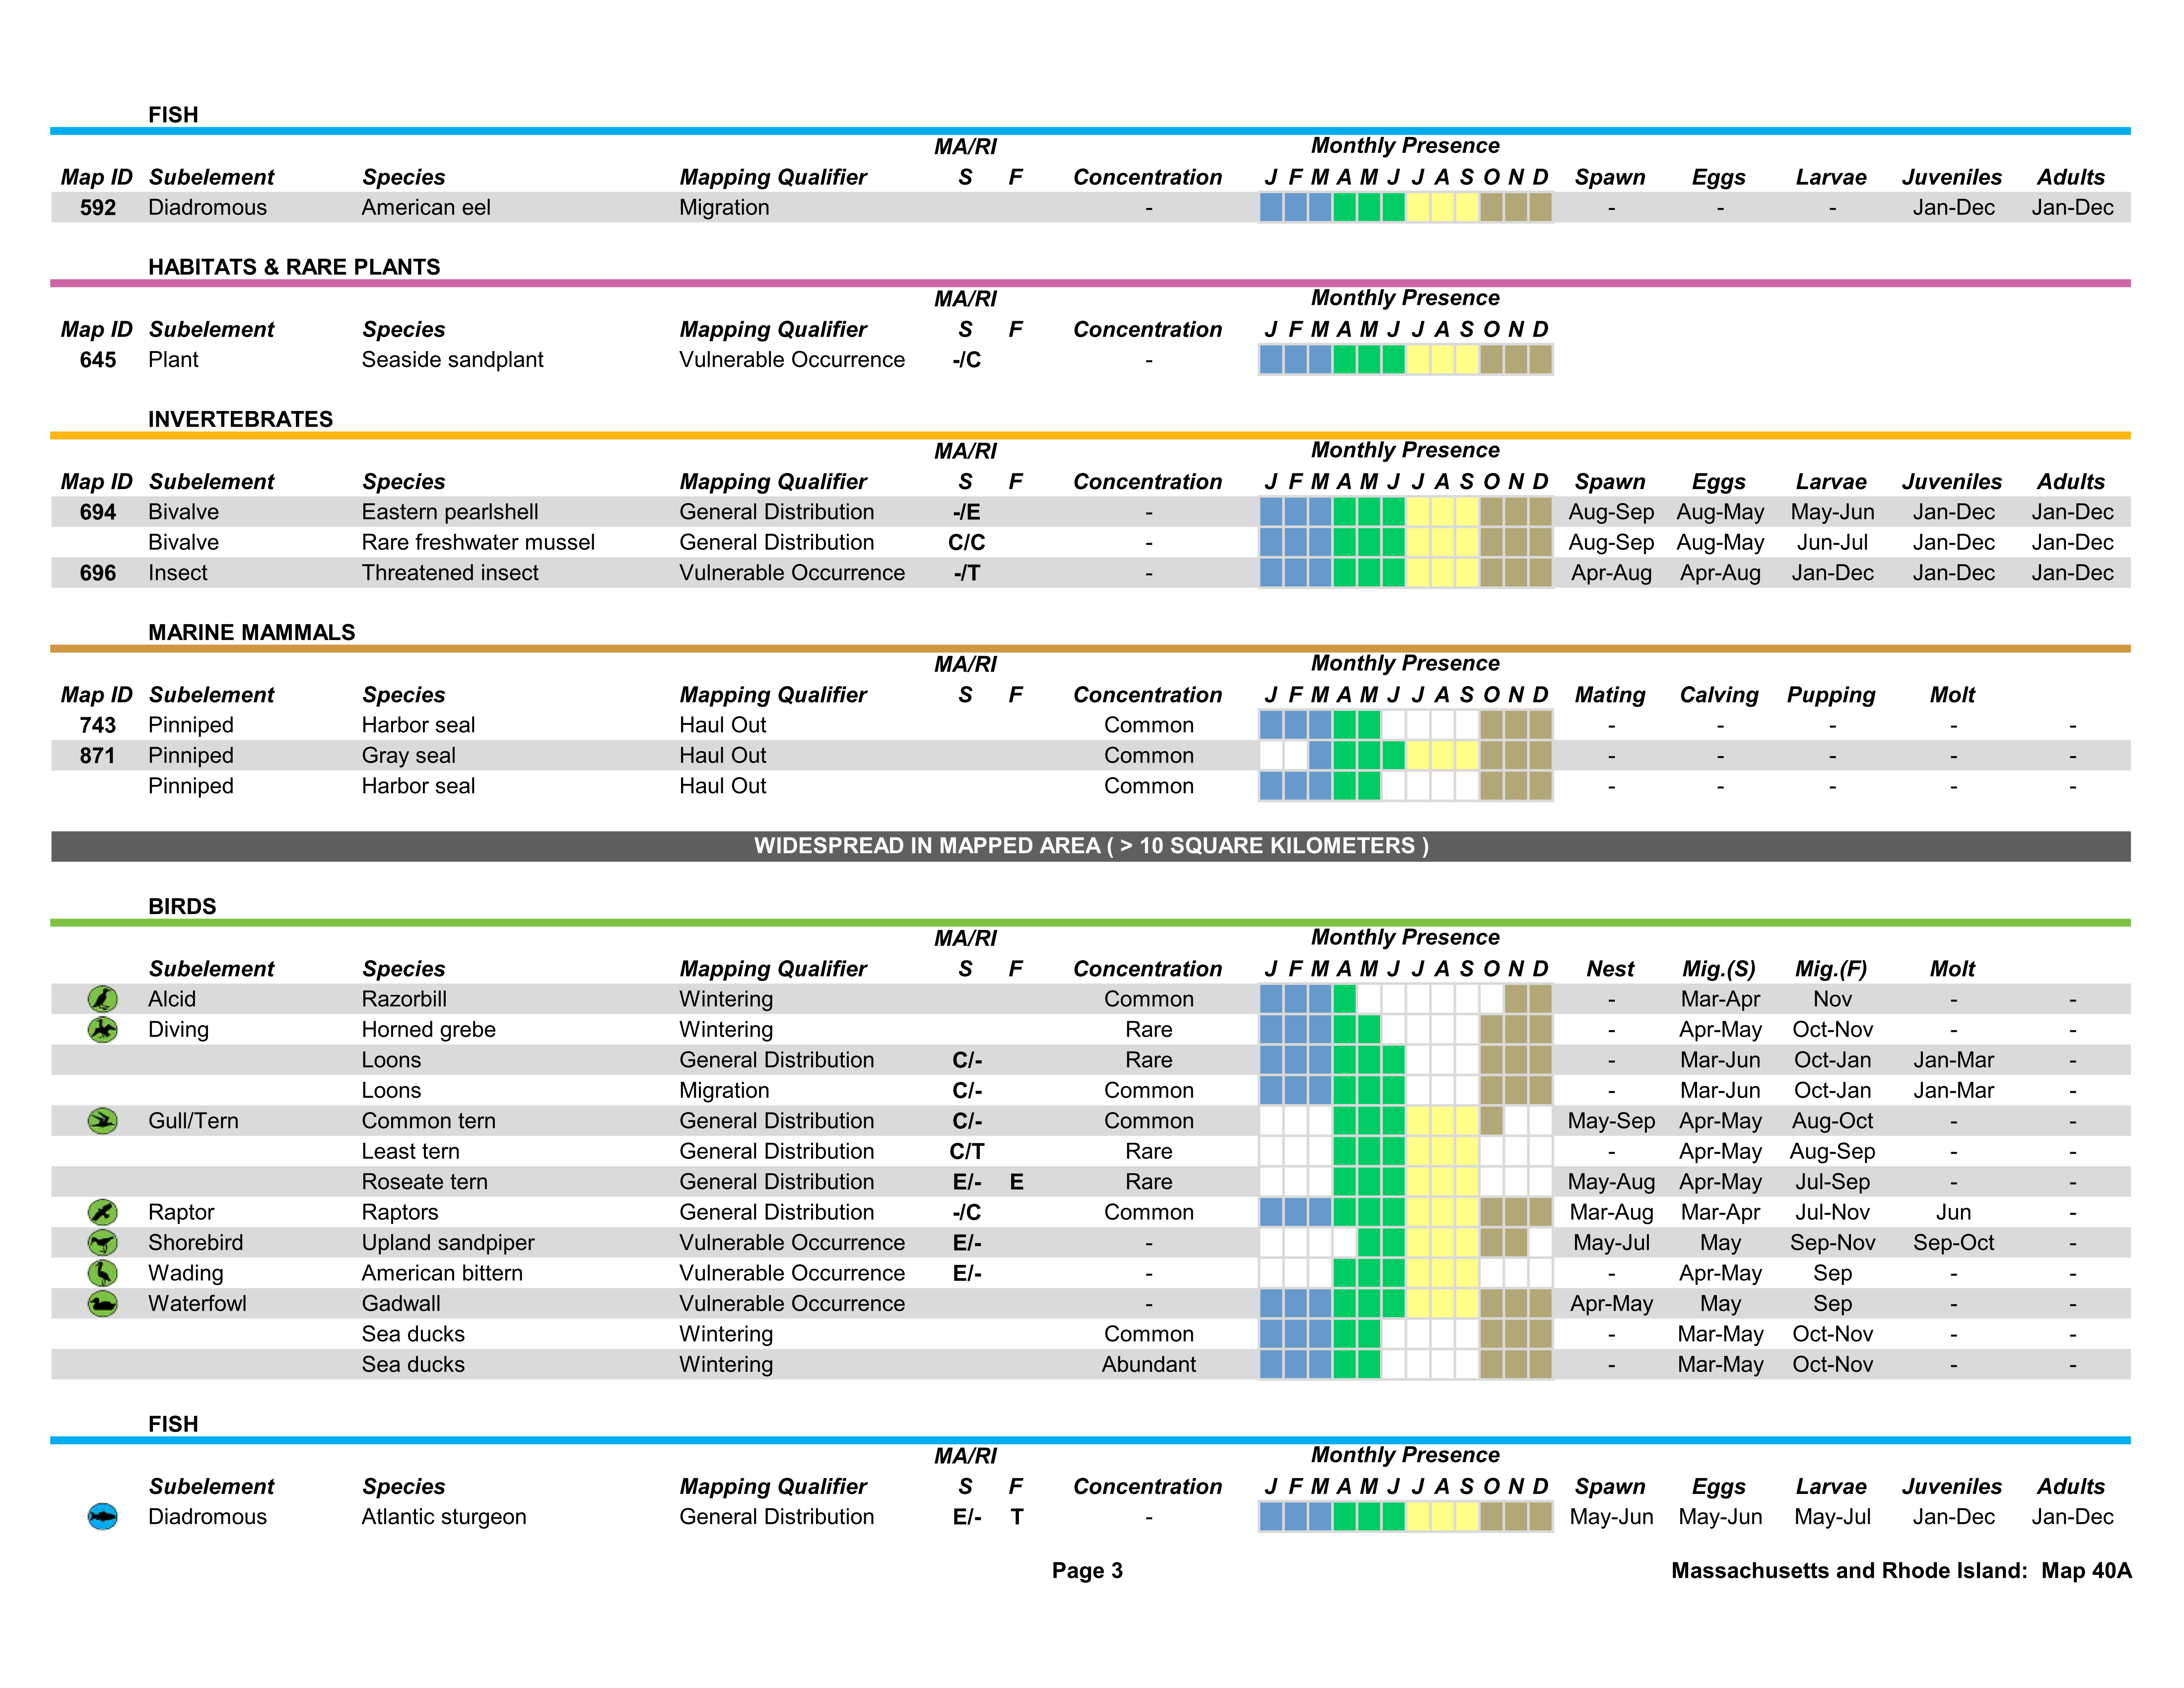 FISH
MA/RI Monthly Presence
Map ID Subelement Species Mapping Qualifier S F Concentration J F M A M J J A S O N D Spawn Eggs Larvae Juveniles Adults
592 Diadromous American eel Migration - - - - Jan-Dec Jan-Dec
HABITATS & RARE PLANTS
MA/RI Monthly Presence
Map ID Subelement Species Mapping Qualifier S F Concentration J F M A M J J A S O N D
645 Plant Seaside sandplant Vulnerable Occurrence -/C -
INVERTEBRATES
MA/RI Monthly Presence
Map ID Subelement Species Mapping Qualifier S F Concentration J F M A M J J A S O N D Spawn Eggs Larvae Juveniles Adults
694 Bivalve Eastern pearlshell General Distribution -/E - Aug-Sep Aug-May May-Jun Jan-Dec Jan-Dec
Bivalve Rare freshwater mussel General Distribution C/C - Aug-Sep Aug-May Jun-Jul Jan-Dec Jan-Dec
696 Insect Threatened insect Vulnerable Occurrence -/T - Apr-Aug Apr-Aug Jan-Dec Jan-Dec Jan-Dec
MARINE MAMMALS
MA/RI Monthly Presence
Map ID Subelement Species Mapping Qualifier S F Concentration J F M A M J J A S O N D Mating Calving Pupping Molt
743 Pinniped Harbor seal Haul Out Common - - - - -
871 Pinniped Gray seal Haul Out Common - - - - -
Pinniped Harbor seal Haul Out Common - - - - -
WIDESPREAD IN MAPPED AREA ( > 10 SQUARE KILOMETERS )
BIRDS
MA/RI Monthly Presence
Subelement Species Mapping Qualifier S F Concentration J F M A M J J A S O N D Nest Mig.(S) Mig.(F) Molt
Alcid Razorbill Wintering Common - Mar-Apr Nov - -
Diving Horned grebe Wintering Rare - Apr-May Oct-Nov - -
Loons General Distribution C/- Rare - Mar-Jun Oct-Jan Jan-Mar -
Loons Migration C/- Common - Mar-Jun Oct-Jan Jan-Mar -
Gull/Tern Common tern General Distribution C/- Common May-Sep Apr-May Aug-Oct - -
Least tern General Distribution C/T Rare - Apr-May Aug-Sep - -
Roseate tern General Distribution E/- E Rare May-Aug Apr-May Jul-Sep - -
Raptor Raptors General Distribution -/C Common Mar-Aug Mar-Apr Jul-Nov Jun -
Shorebird Upland sandpiper Vulnerable Occurrence E/- - May-Jul May Sep-Nov Sep-Oct -
Wading American bittern Vulnerable Occurrence E/- - - Apr-May Sep - -
Waterfowl Gadwall Vulnerable Occurrence - Apr-May May Sep - -
Sea ducks Wintering Common - Mar-May Oct-Nov - -
Sea ducks Wintering Abundant - Mar-May Oct-Nov - -
FISH
MA/RI Monthly Presence
Subelement Species Mapping Qualifier S F Concentration J F M A M J J A S O N D Spawn Eggs Larvae Juveniles Adults
Diadromous Atlantic sturgeon General Distribution E/- T - May-Jun May-Jun May-Jul Jan-Dec Jan-Dec
Page 3 Massachusetts and Rhode Island: Map 40A